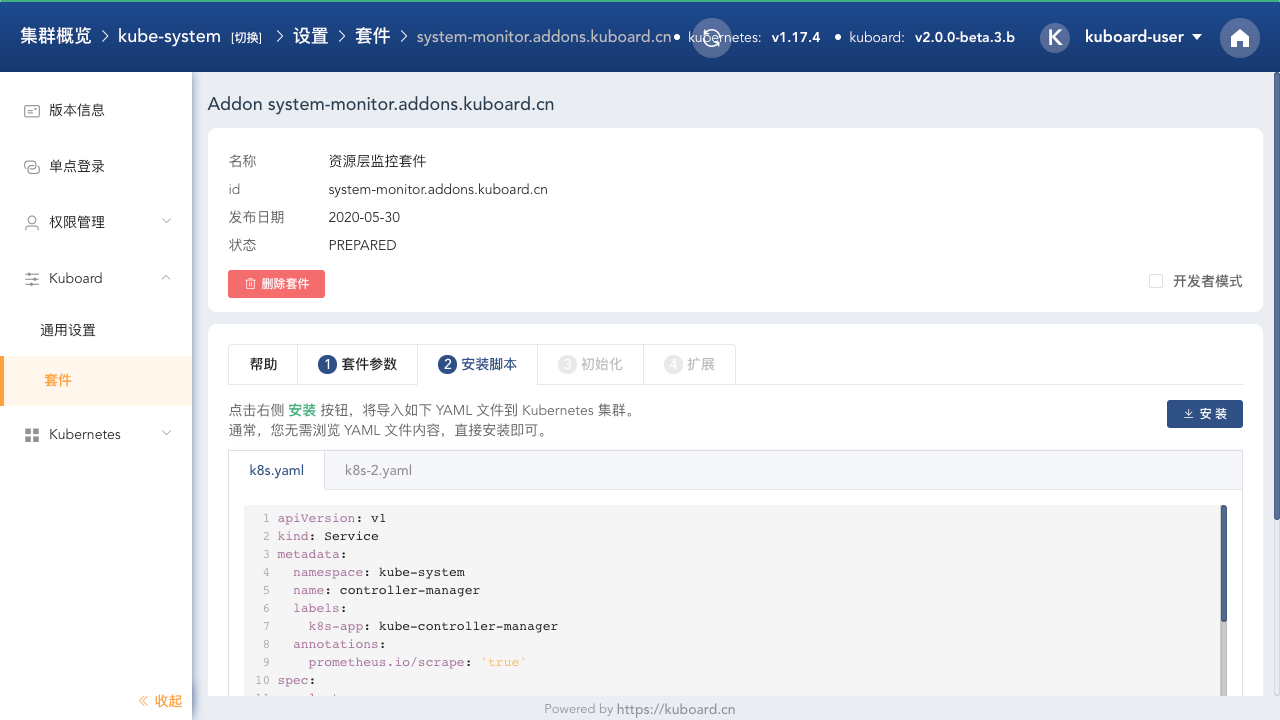 集群概览 > kube-system [切换] > 设置 > 套件 > system-monitor.addons.kuboard.cn
• kubernetes: v1.17.4 • kuboard: v2.0.0-beta.3.b
K kuboard-user
版本信息
单点登录
权限管理
Kuboard
通用设置
套件
Kubernetes
收起
Addon system-monitor.addons.kuboard.cn
名称 资源层监控套件
id system-monitor.addons.kuboard.cn
发布日期 2020-05-30
状态 PREPARED
删除套件
开发者模式
帮助 1 套件参数 2 安装脚本 3 初始化 4 扩展
点击右侧 安装 按钮，将导入如下 YAML 文件到 Kubernetes 集群。
通常，您无需浏览 YAML 文件内容，直接安装即可。
安 装
k8s.yaml k8s-2.yaml
1 apiVersion: v1
2 kind: Service
3 metadata:
4   namespace: kube-system
5   name: controller-manager
6   labels:
7     k8s-app: kube-controller-manager
8   annotations:
9     prometheus.io/scrape: 'true'
10 spec:
Powered by https://kuboard.cn